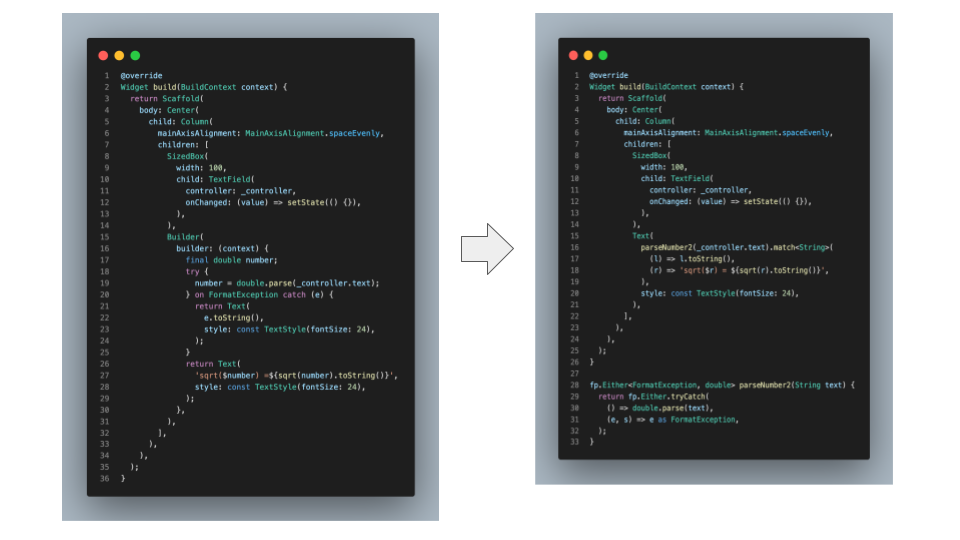 1 @override
2 Widget build(BuildContext context) {
3 return Scaffold(
4 body: Center(
5 child: Column(
6 mainAxisAlignment: MainAxisAlignment.spaceEvenly,
7 children: [
8 SizedBox(
9 width: 100,
10 child: TextField(
11 controller: _controller,
12 onChanged: (value) => setState(() {}),
13 ),
14 ),
15 Builder(
16 builder: (context) {
17 final double number;
18 try {
19 number = double.parse(_controller.text);
20 } on FormatException catch (e) {
21 return Text(
22 e.toString(),
23 style: const TextStyle(fontSize: 24),
24 );
25 }
26 return Text(
27 'sqrt($number) =${sqrt(number).toString()}',
28 style: const TextStyle(fontSize: 24),
29 );
30 },
31 ),
32 ],
33 ),
34 ),
35 );
36 }
1 @override
2 Widget build(BuildContext context) {
3 return Scaffold(
4 body: Center(
5 child: Column(
6 mainAxisAlignment: MainAxisAlignment.spaceEvenly,
7 children: [
8 SizedBox(
9 width: 100,
10 child: TextField(
11 controller: _controller,
12 onChanged: (value) => setState(() {}),
13 ),
14 ),
15 Text(
16 parseNumber2(_controller.text).match<String>(
17 (l) => l.toString(),
18 (r) => 'sqrt($r) = ${sqrt(r).toString()}',
19 ),
20 style: const TextStyle(fontSize: 24),
21 ),
22 ],
23 ),
24 ),
25 );
26 }
27
28 fp.Either<FormatException, double> parseNumber2(String text) {
29 return fp.Either.tryCatch(
30 () => double.parse(text),
31 (e, s) => e as FormatException,
32 );
33 }